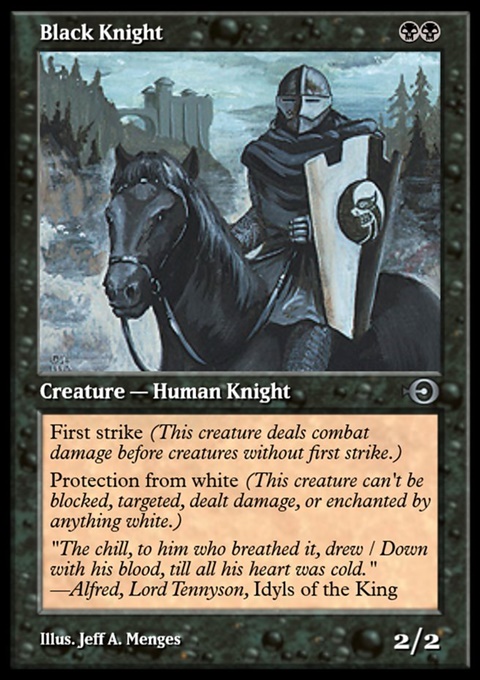 Black Knight
Creature — Human Knight
First strike (This creature deals combat
damage before creatures without first strike.)
Protection from white (This creature can't be
blocked, targeted, dealt damage, or enchanted by
anything white.)
"The chill, to him who breathed it, drew / Down
with his blood, till all his heart was cold."
—Alfred, Lord Tennyson, Idyls of the King
Illus. Jeff A. Menges
2/2